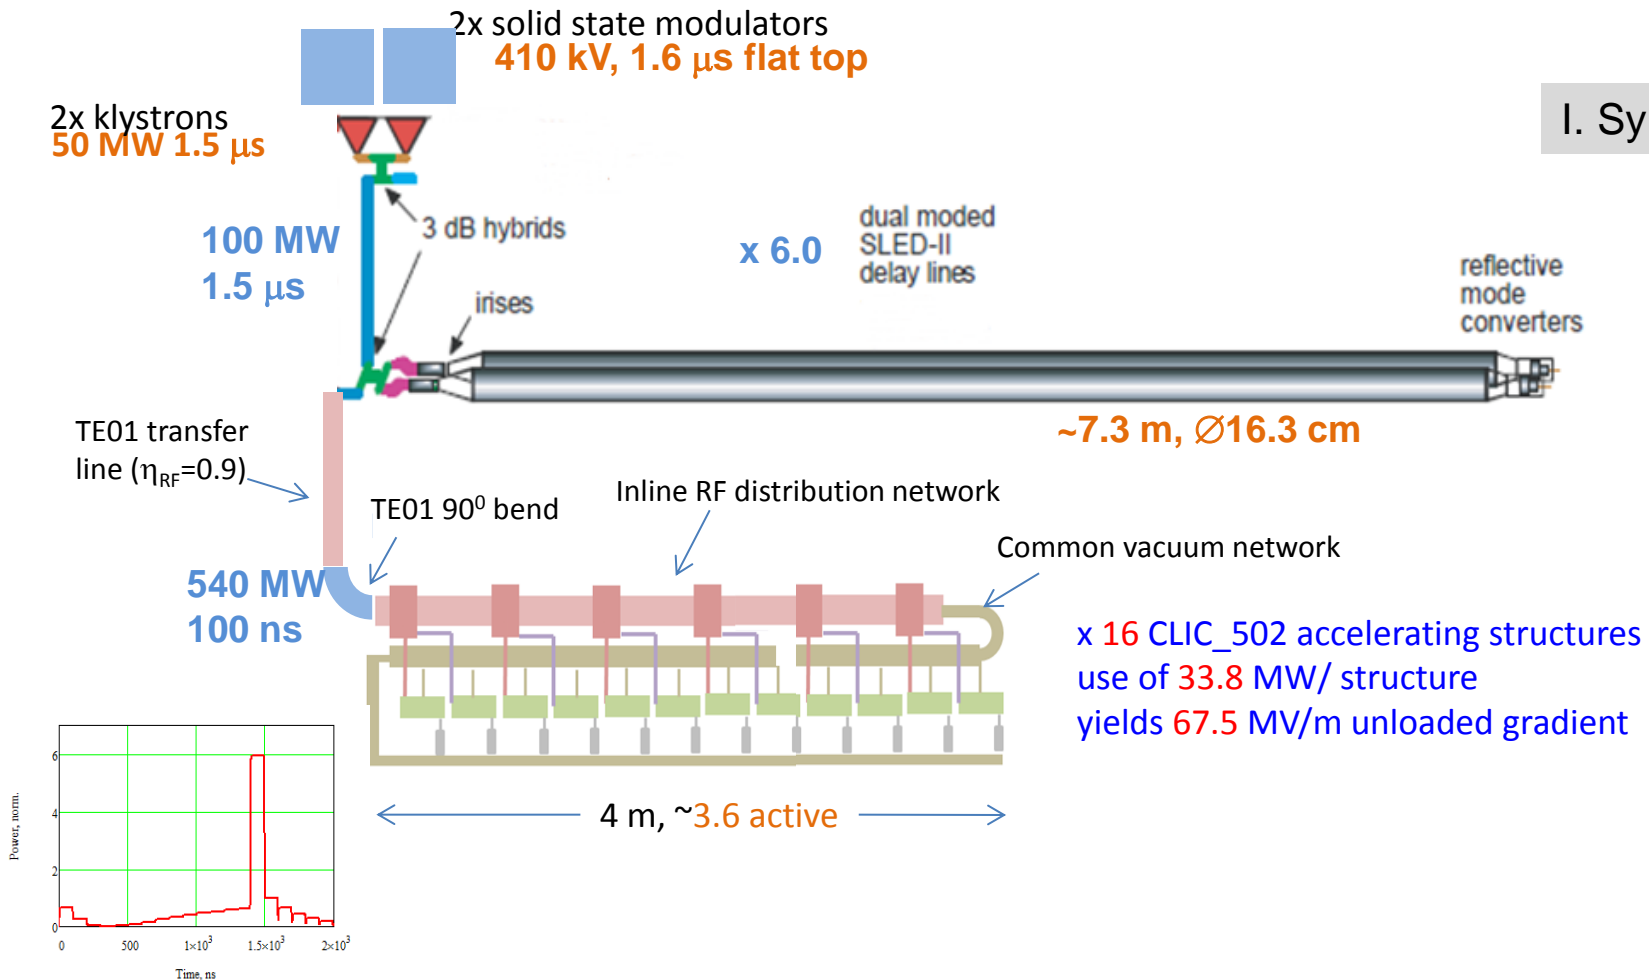 2x solid state modulators
410 kV, 1.6 μs flat top
I. Sy
2x klystrons
50 MW 1.5 μs
3 dB hybrids
100 MW
1.5 μs
x 6.0
dual moded
SLED-II
delay lines
reflective
mode
converters
irises
~7.3 m, ∅16.3 cm
TE01 transfer
line (ηRF=0.9)
TE01 90⁰ bend
Inline RF distribution network
Common vacuum network
540 MW
100 ns
x 16 CLIC_502 accelerating structures
use of 33.8 MW/ structure
yields 67.5 MV/m unloaded gradient
4 m, ~3.6 active
Power, norm.
6
4
2
0
0 500 1×10³ 1.5×10³ 2×10³
Time, ns